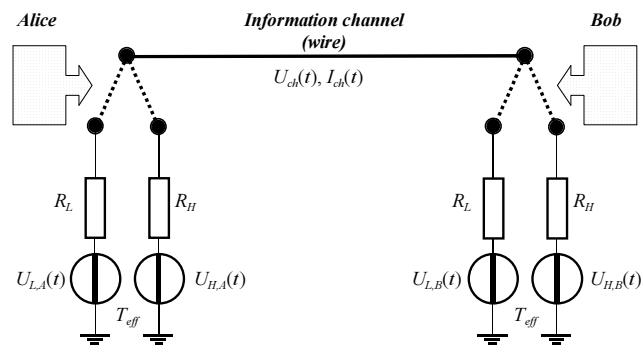 Alice
Information channel
(wire)
Bob
U_ch(t), I_ch(t)
R_L
R_H
R_L
R_H
U_L,A(t)
U_H,A(t)
U_L,B(t)
U_H,B(t)
T_eff
T_eff